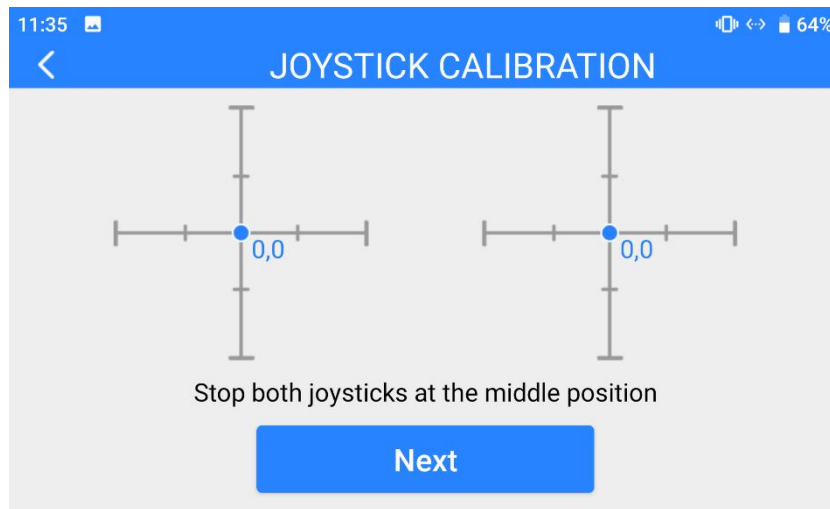 11:35 64%
JOYSTICK CALIBRATION
0,0 0,0
Stop both joysticks at the middle position
Next